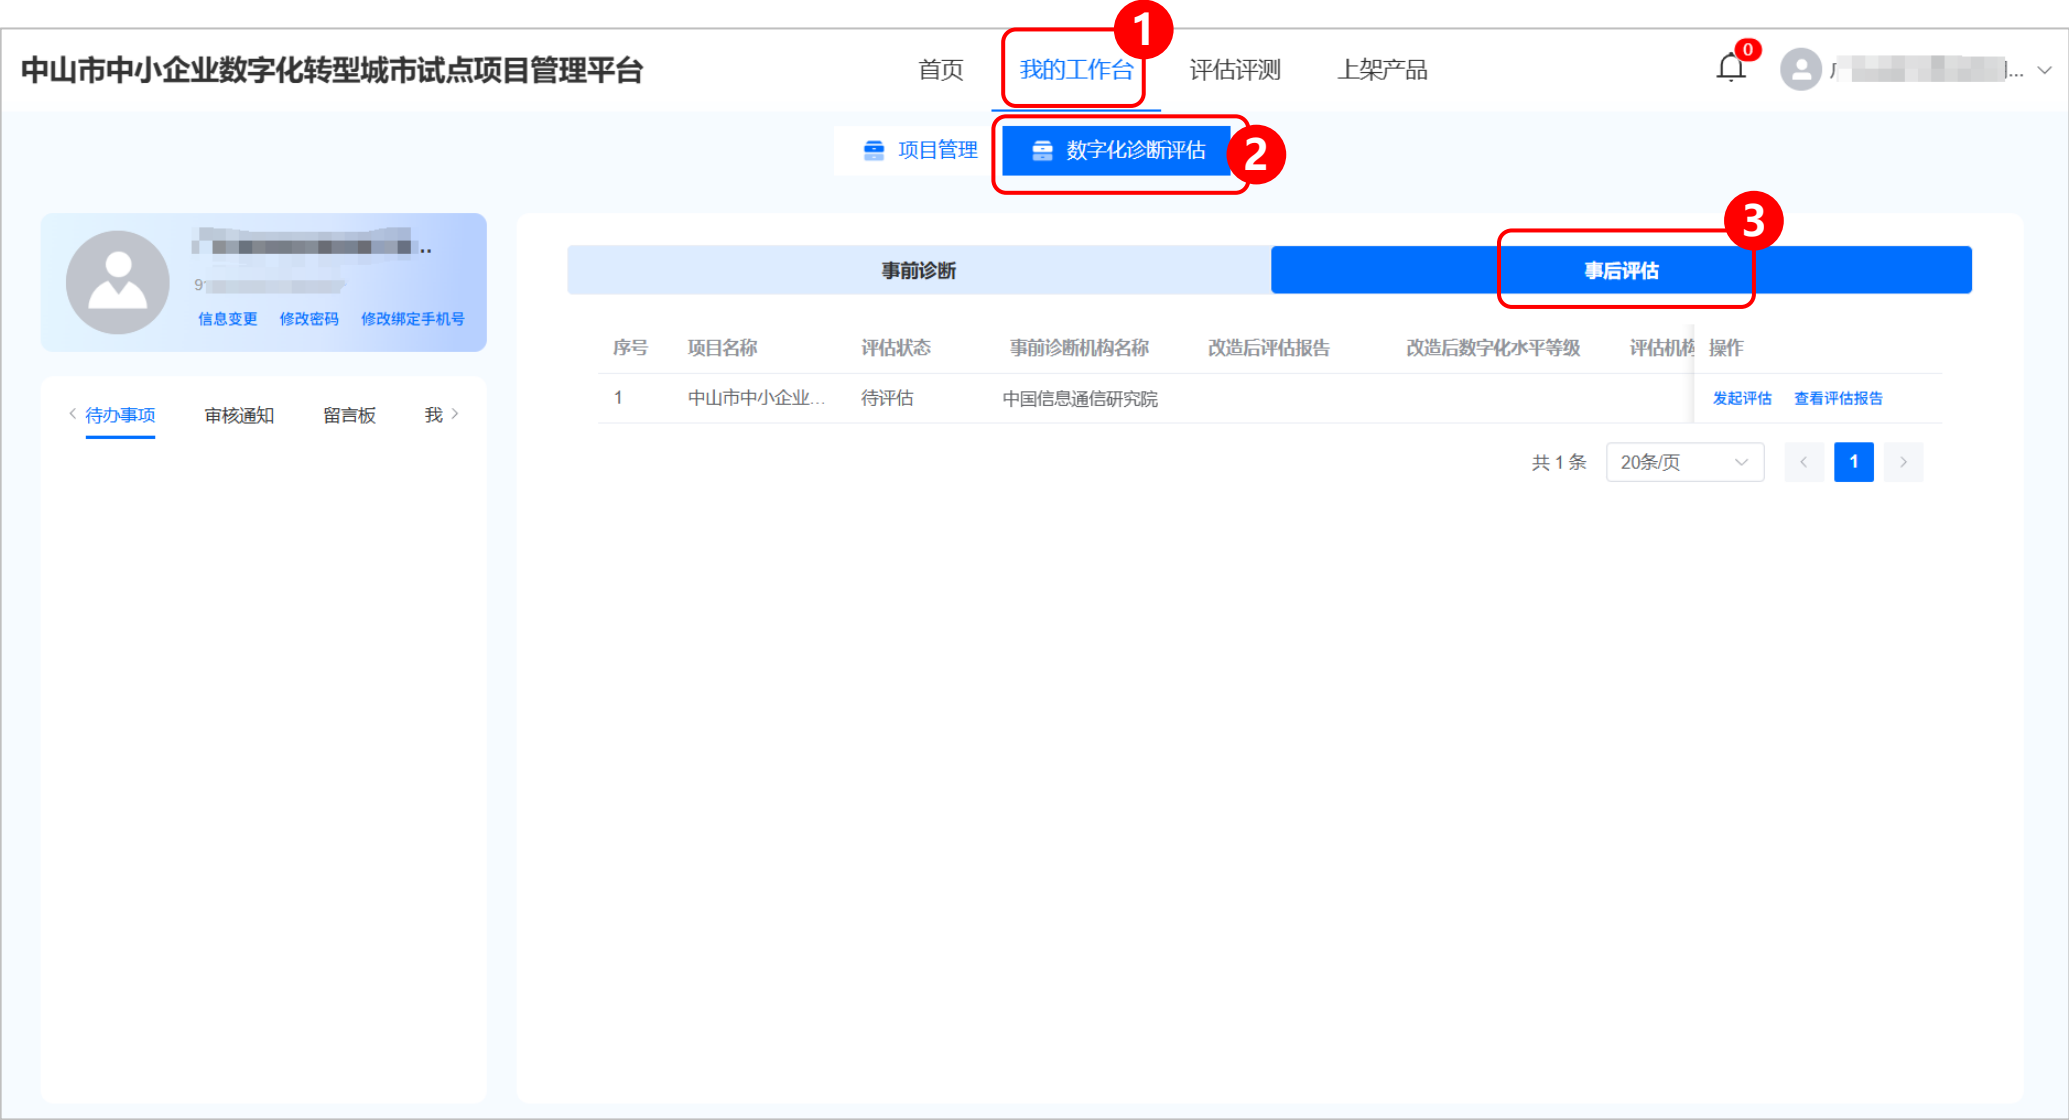 中山市中小企业数字化转型城市试点项目管理平台 首页 我的工作台 评估评测 上架产品 0 ...
1
项目管理 数字化诊断评估 2
3
..
9
信息变更 修改密码 修改绑定手机号
待办事项 审核通知 留言板 我
事前诊断 事后评估
序号 项目名称 评估状态 事前诊断机构名称 改造后评估报告 改造后数字化水平等级 评估机构 操作
1 中山市中小企业... 待评估 中国信息通信研究院 发起评估 查看评估报告
共 1 条 20条/页 1